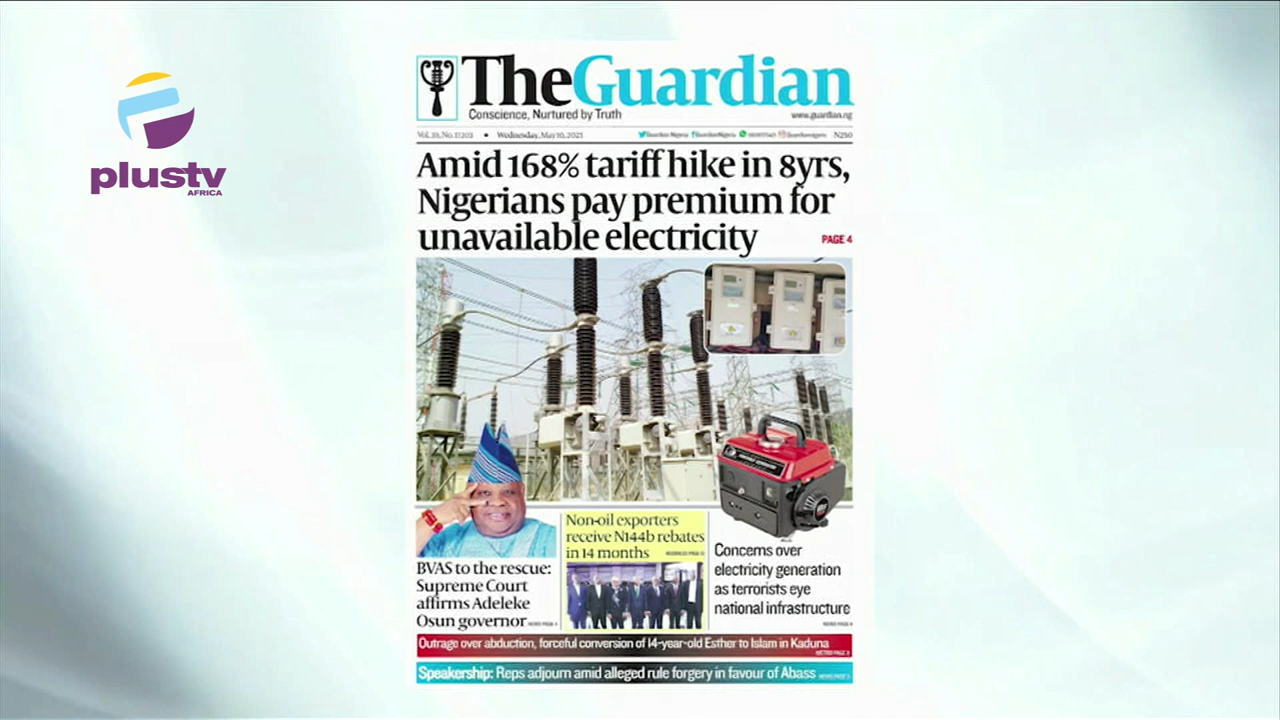 plustv
AFRICA
TheGuardian
Conscience, Nurtured by Truth
www.guardian.ng
Wednesday, May 10, 2023
N250
Amid 168% tariff hike in 8yrs,
Nigerians pay premium for
unavailable electricity
PAGE 4
Non-oil exporters
receive N144b rebates
in 14 months
BVAS to the rescue:
Supreme Court
affirms Adeleke
Osun governor
Concerns over
electricity generation
as terrorists eye
national infrastructure
Outrage over abduction, forceful conversion of 14-year-old Esther to Islam in Kaduna
Speakership: Reps adjourn amid alleged rule forgery in favour of Abass